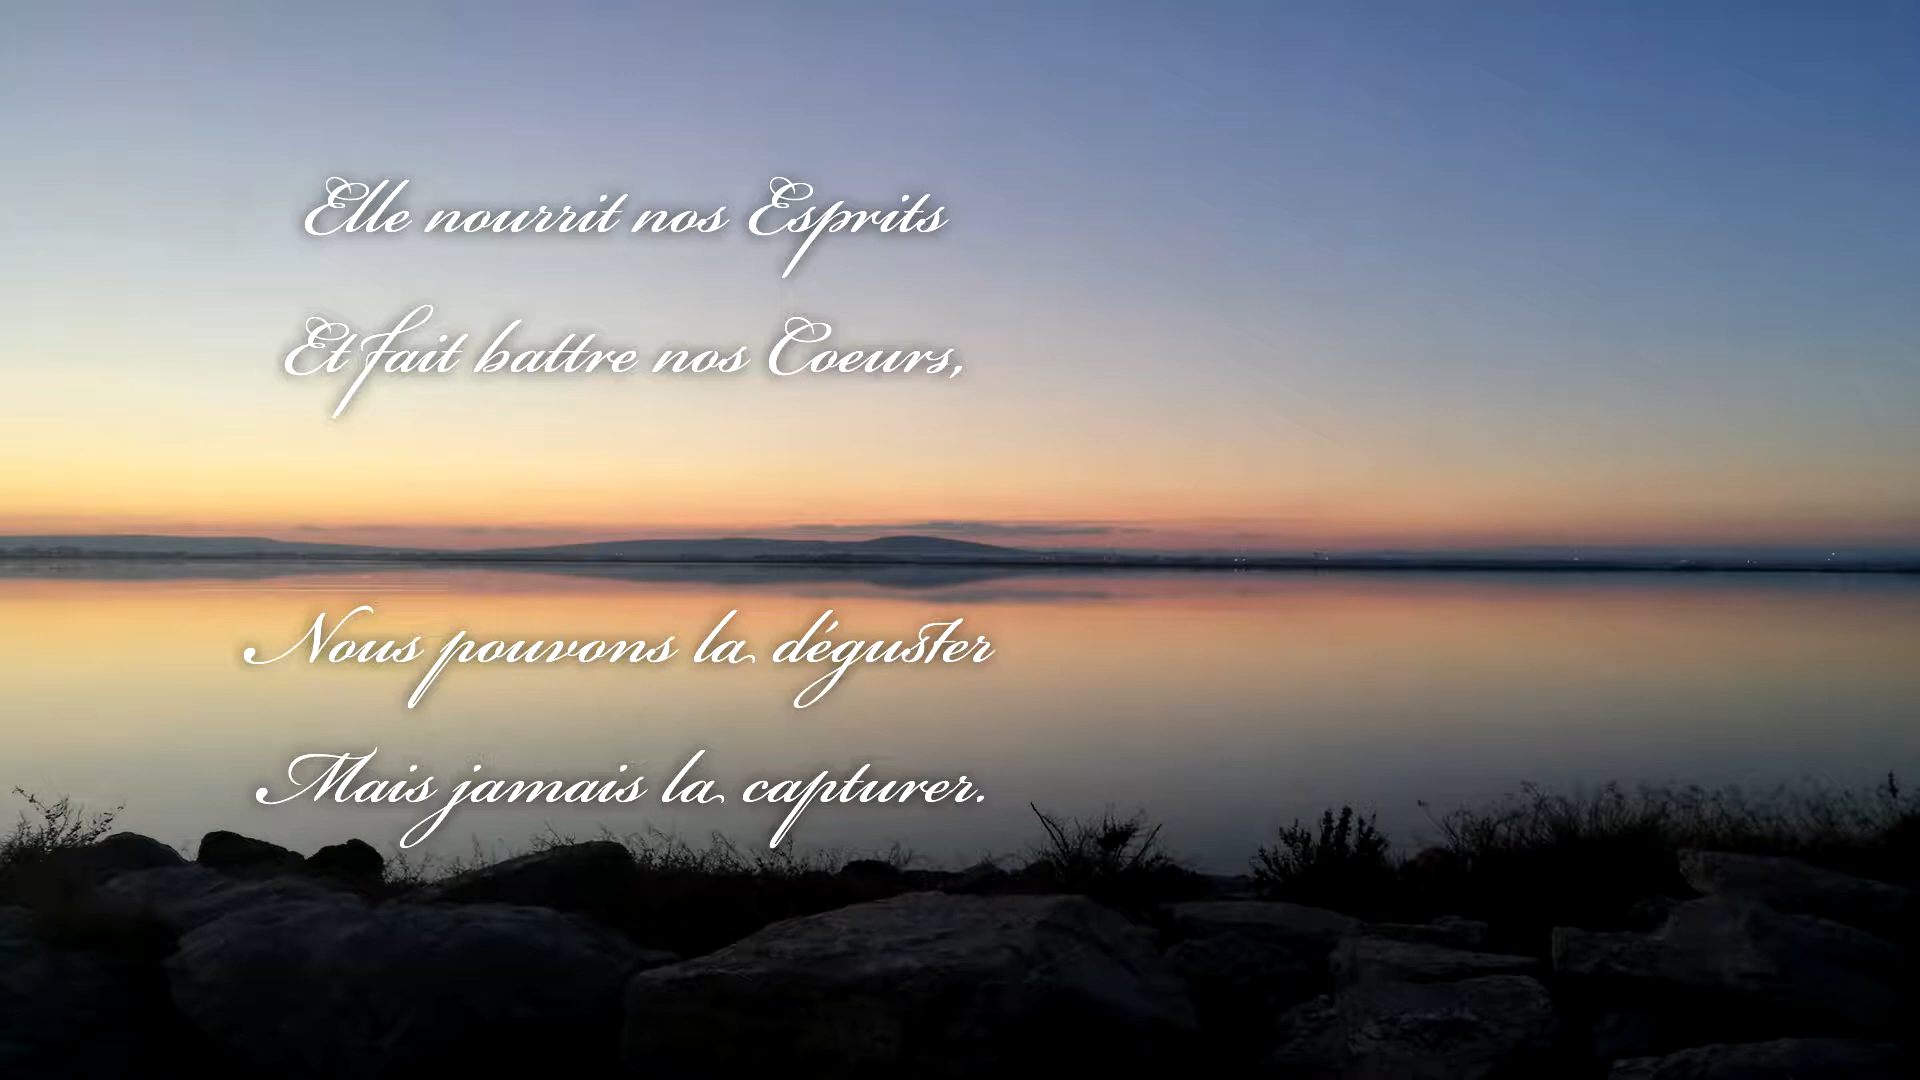 Elle nourrit nos Esprits
Et fait battre nos Coeurs,
Nous pouvons la déguster
Mais jamais la capturer.